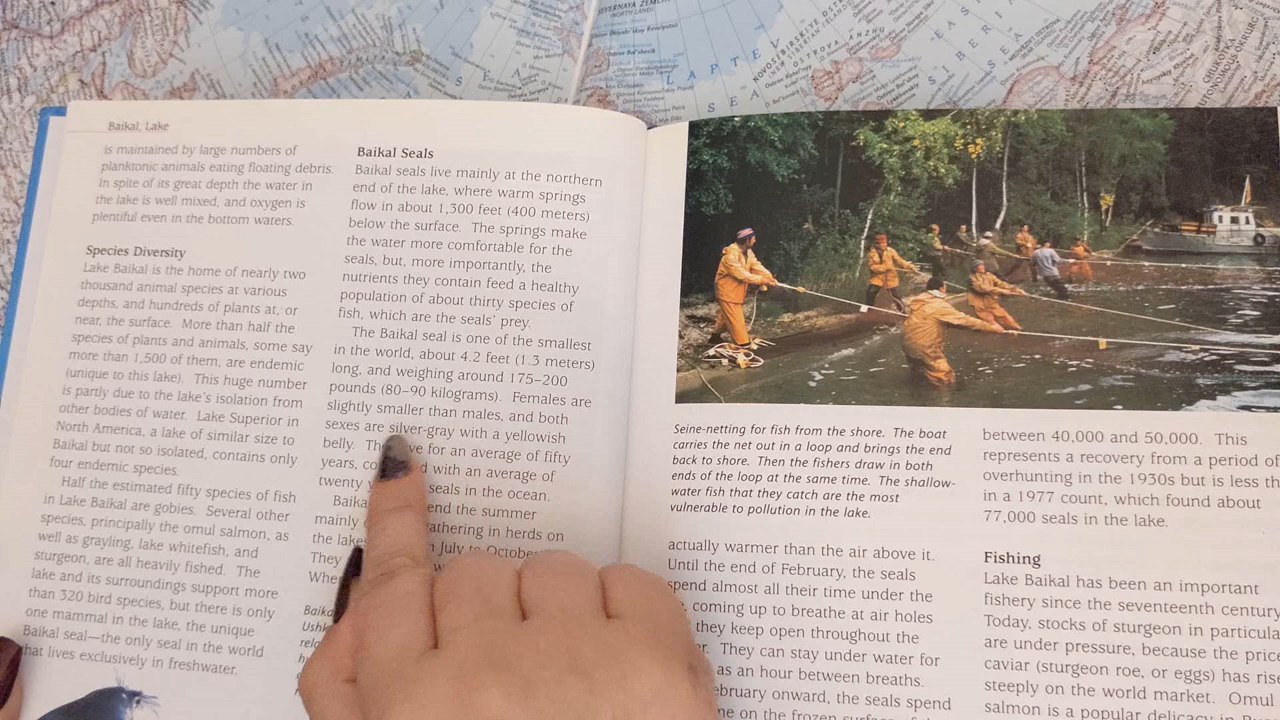 SEVERNAYA ZEMLYA
(NORTH LAND)
LAPTEV
SEA
NOVOSIBIRSKIYE OSTROVA
OSTROVA ANZHU
SIBERIAN
SEA
Baikal, Lake
is maintained by large numbers of
planktonic animals eating floating debris.
In spite of its great depth the water in
the lake is well mixed, and oxygen is
plentiful even in the bottom waters.
Species Diversity
Lake Baikal is the home of nearly two
thousand animal species at various
depths, and hundreds of plants at, or
near, the surface. More than half the
species of plants and animals, some say
more than 1,500 of them, are endemic
(unique to this lake). This huge number
is partly due to the lake's isolation from
other bodies of water. Lake Superior in
North America, a lake of similar size to
Baikal but not so isolated, contains only
four endemic species.
Half the estimated fifty species of fish
in Lake Baikal are gobies. Several other
species, principally the omul salmon, as
well as grayling, lake whitefish, and
sturgeon, are all heavily fished. The
lake and its surroundings support more
than 320 bird species, but there is only
one mammal in the lake, the unique
Baikal seal—the only seal in the world
that lives exclusively in freshwater.
Baikal Seals
Baikal seals live mainly at the northern
end of the lake, where warm springs
flow in about 1,300 feet (400 meters)
below the surface. The springs make
the water more comfortable for the
seals, but, more importantly, the
nutrients they contain feed a healthy
population of about thirty species of
fish, which are the seals' prey.
The Baikal seal is one of the smallest
in the world, about 4.2 feet (1.3 meters)
long, and weighing around 175–200
pounds (80–90 kilograms). Females are
slightly smaller than males, and both
sexes are silver-gray with a yellowish
belly. for an average of fifty
years, with an average of
twenty seals in the ocean.
the summer
mainly gathering in herds on
the July to October
They
Seine-netting for fish from the shore. The boat
carries the net out in a loop and brings the end
back to shore. Then the fishers draw in both
ends of the loop at the same time. The shallow-
water fish that they catch are the most
vulnerable to pollution in the lake.
actually warmer than the air above it.
Until the end of February, the seals
spend almost all their time under the
coming up to breathe at air holes
they keep open throughout the
They can stay under water for
as an hour between breaths.
onward, the seals spend
on the frozen surface
between 40,000 and 50,000. This
represents a recovery from a period of
overhunting in the 1930s but is less
in a 1977 count, which found about
77,000 seals in the lake.
Fishing
Lake Baikal has been an important
fishery since the seventeenth century
Today, stocks of sturgeon in
are under pressure, because the
caviar (sturgeon roe, or eggs) has
steeply on the world market. Omul
salmon is a popular delicacy in